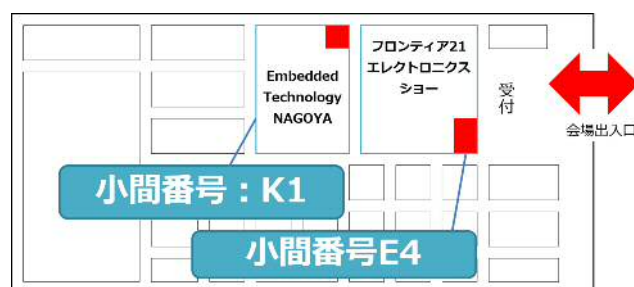 フロンティア21
エレクトロニクス
ショー
Embedded
Technology
NAGOYA
受付
会場出入口
小間番号：K1
小間番号E4